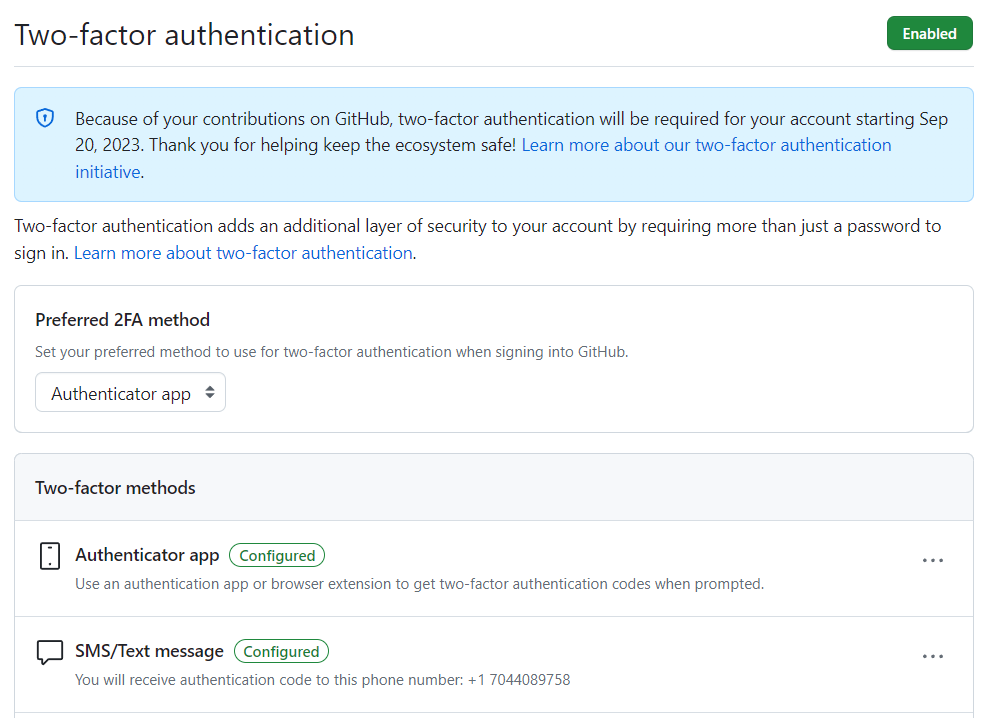 Two-factor authentication
Enabled
Because of your contributions on GitHub, two-factor authentication will be required for your account starting Sep
20, 2023. Thank you for helping keep the ecosystem safe! Learn more about our two-factor authentication
initiative.
Two-factor authentication adds an additional layer of security to your account by requiring more than just a password to
sign in. Learn more about two-factor authentication.
Preferred 2FA method
Set your preferred method to use for two-factor authentication when signing into GitHub.
Authenticator app
Two-factor methods
Authenticator app Configured
Use an authentication app or browser extension to get two-factor authentication codes when prompted.
SMS/Text message Configured
You will receive authentication code to this phone number: +1 7044089758